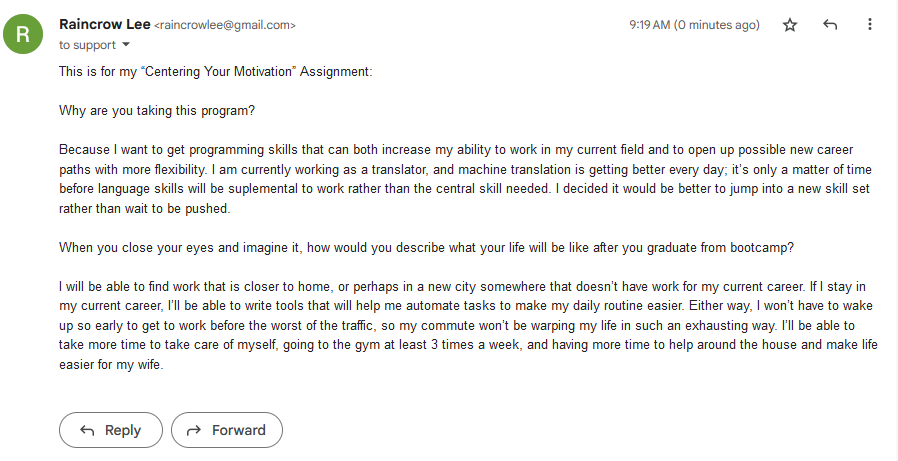 R
Raincrow Lee <raincrowlee@gmail.com>
9:19 AM (0 minutes ago)
to support
This is for my “Centering Your Motivation” Assignment:
Why are you taking this program?
Because I want to get programming skills that can both increase my ability to work in my current field and to open up possible new career
paths with more flexibility. I am currently working as a translator, and machine translation is getting better every day; it’s only a matter of time
before language skills will be suplemental to work rather than the central skill needed. I decided it would be better to jump into a new skill set
rather than wait to be pushed.
When you close your eyes and imagine it, how would you describe what your life will be like after you graduate from bootcamp?
I will be able to find work that is closer to home, or perhaps in a new city somewhere that doesn’t have work for my current career. If I stay in
my current career, I’ll be able to write tools that will help me automate tasks to make my daily routine easier. Either way, I won’t have to wake
up so early to get to work before the worst of the traffic, so my commute won’t be warping my life in such an exhausting way. I’ll be able to
take more time to take care of myself, going to the gym at least 3 times a week, and having more time to help around the house and make life
easier for my wife.
Reply
Forward